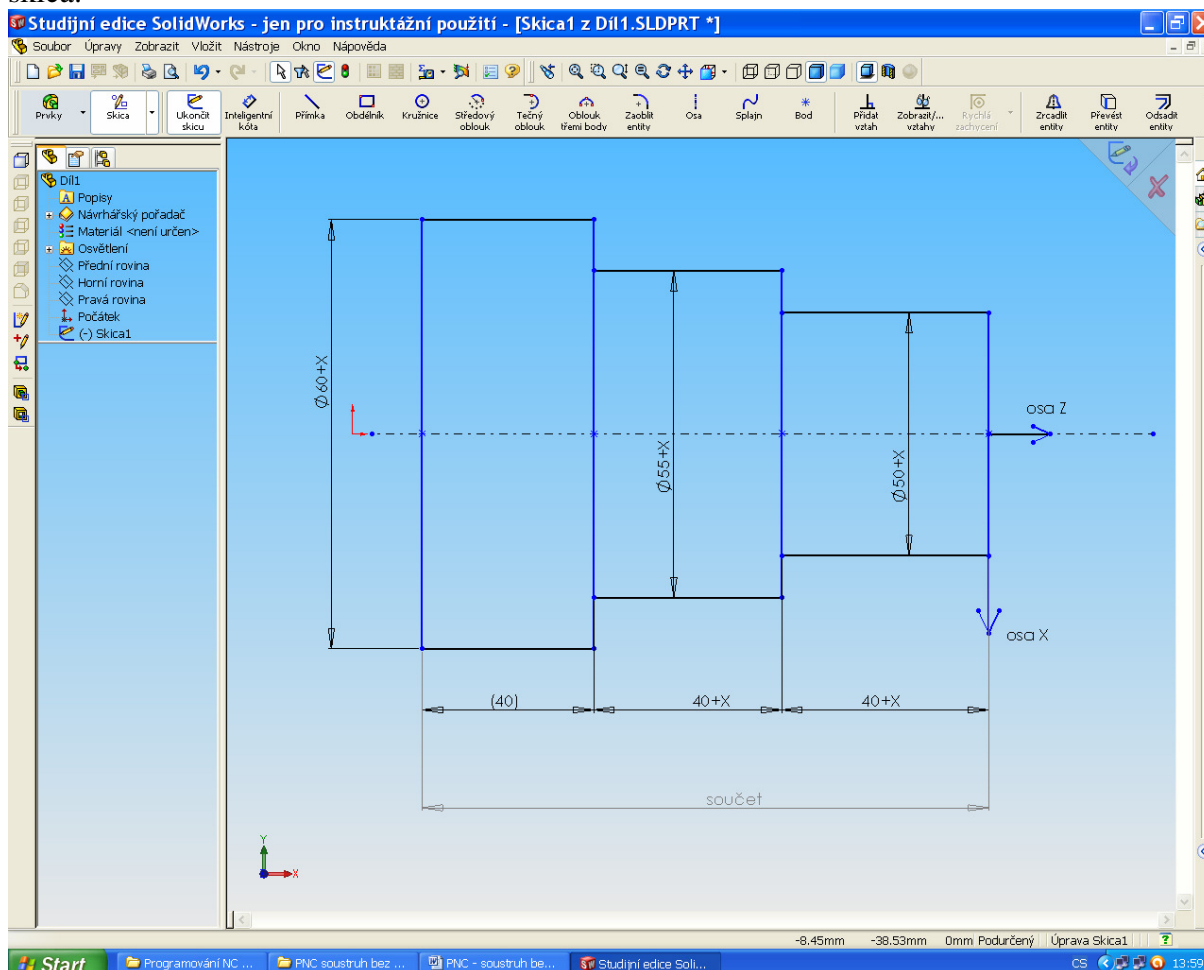 skica.
Studijní edice SolidWorks - jen pro instruktážní použití - [Skica1 z Díl1.SLDPRT *]
Soubor Úpravy Zobrazit Vložit Nástroje Okno Nápověda
Prvky Skica Ukončit skicu Inteligentní kóta Přímka Obdélník Kružnice Středový oblouk Tečný oblouk Oblouk třemi body Zaoblit entity Osa Splajn Bod Přidat vztah Zobrazit/... vztahy Rychlá zachycení Zrcadlit entity Převést entity Odsadit entity
Díl1
A Popisy
Návrhářský pořadač
Materiál <není určen>
Osvětlení
Přední rovina
Horní rovina
Pravá rovina
Počátek
(-) Skica1
Ø60+X
Ø55+X
Ø50+X
osa Z
osa X
(40) 40+X 40+X
součet
Y
X
-8.45mm -38.53mm 0mm Podurčený Úprava Skica1
Start Programování NC ... PNC soustruh bez ... PNC - soustruh be... Studijní edice Soli... CS 13:59